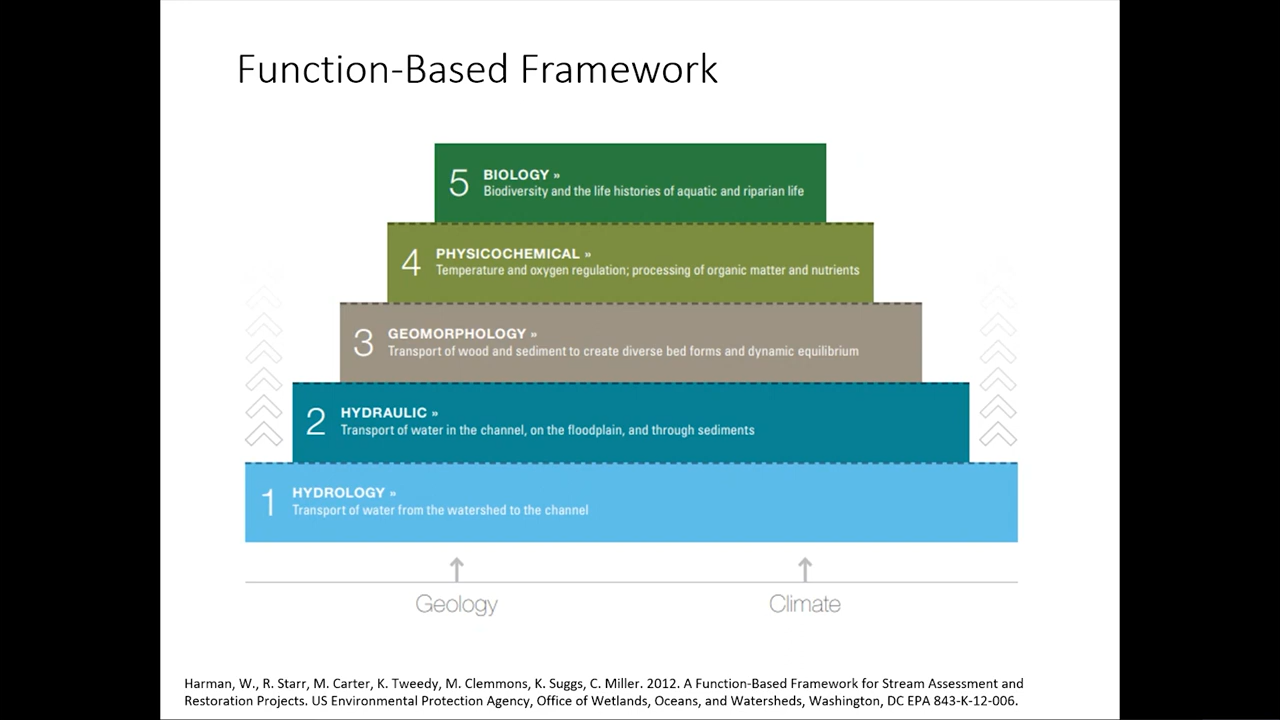 Function-Based Framework
5
BIOLOGY »
Biodiversity and the life histories of aquatic and riparian life
4
PHYSICOCHEMICAL »
Temperature and oxygen regulation; processing of organic matter and nutrients
3
GEOMORPHOLOGY »
Transport of wood and sediment to create diverse bed forms and dynamic equilibrium
2
HYDRAULIC »
Transport of water in the channel, on the floodplain, and through sediments
1
HYDROLOGY »
Transport of water from the watershed to the channel
Geology
Climate
Harman, W., R. Starr, M. Carter, K. Tweedy, M. Clemmons, K. Suggs, C. Miller. 2012. A Function-Based Framework for Stream Assessment and
Restoration Projects. US Environmental Protection Agency, Office of Wetlands, Oceans, and Watersheds, Washington, DC EPA 843-K-12-006.